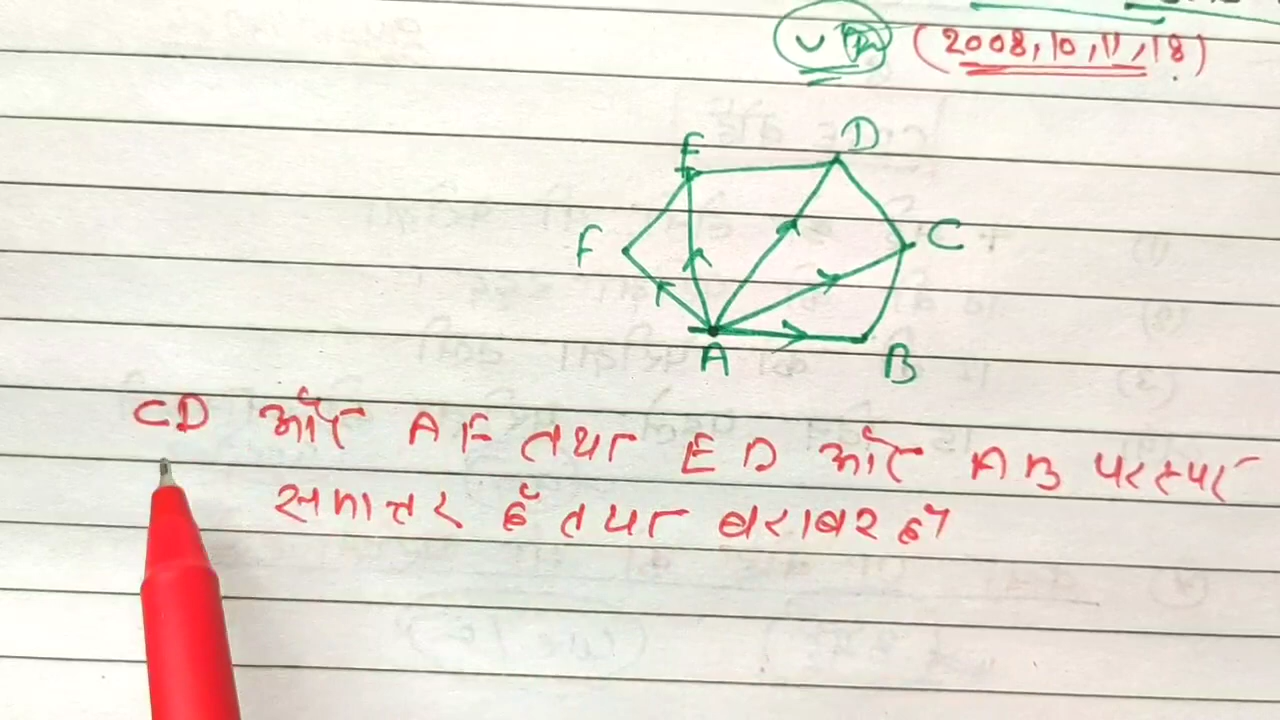 (2008,10,11,18)
E
D
F
C
A
B
CD और AF तथा ED और AB परस्पर
समान्तर हैं तथा बराबर हैं